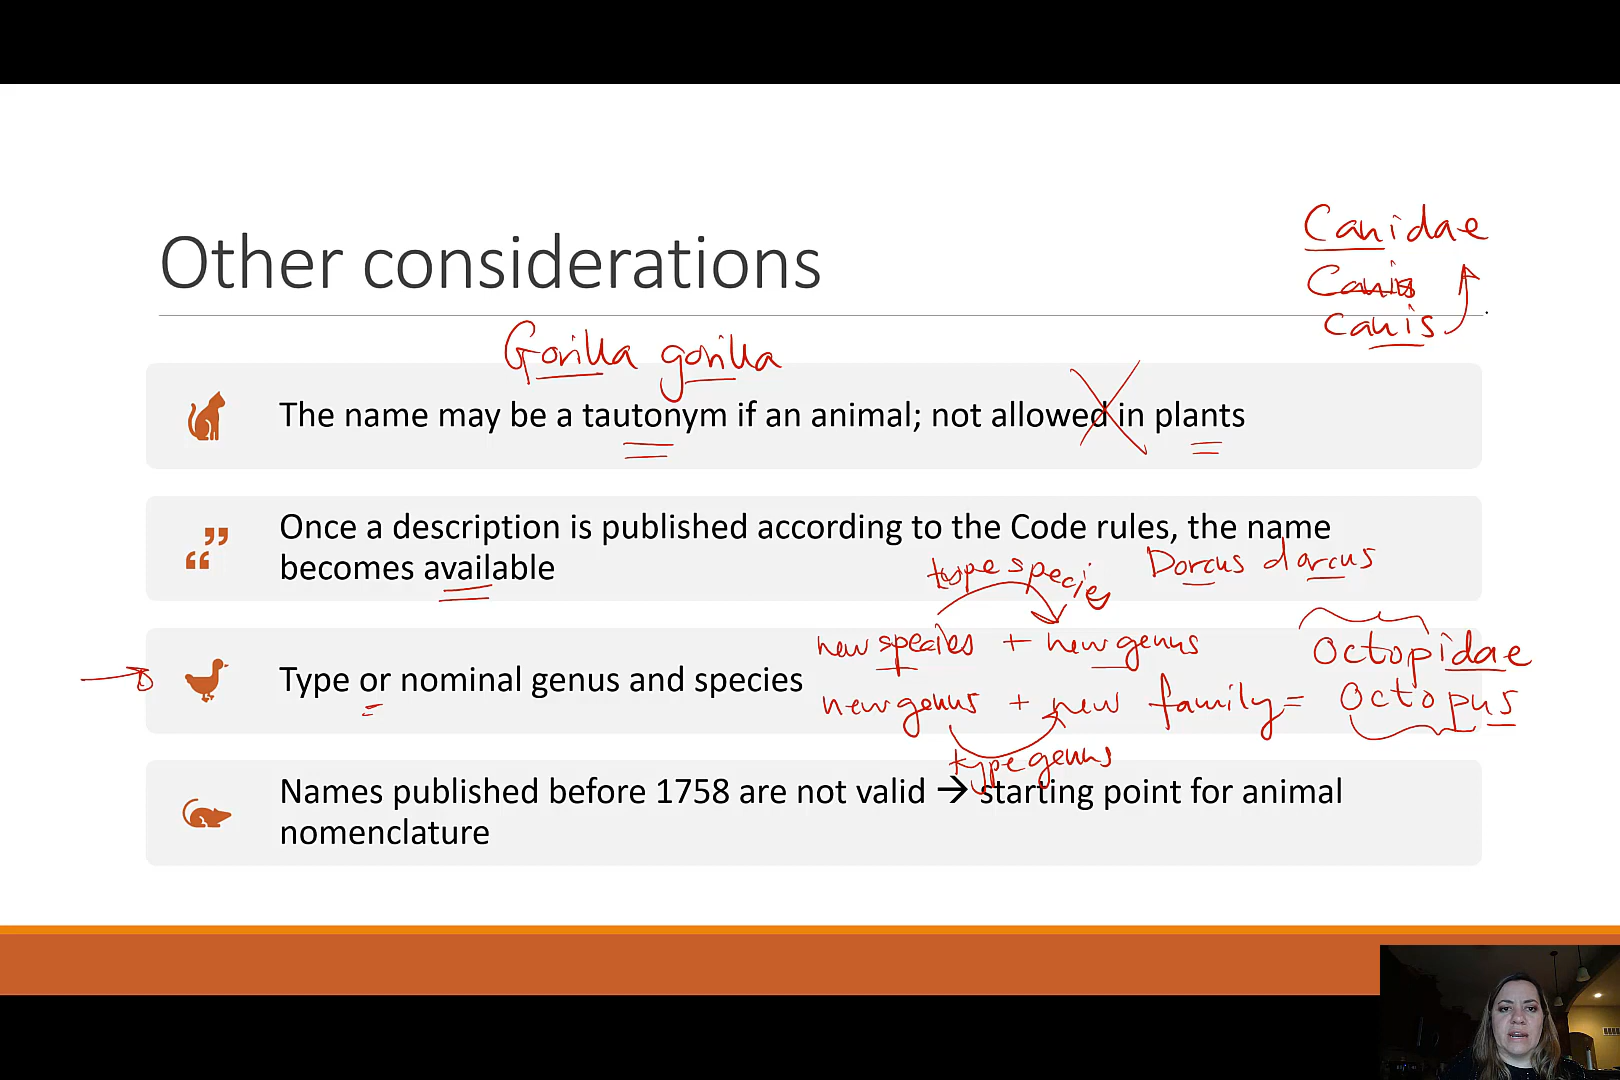 Canidae
Other considerations
Canis
canis
Gorilla gorilla
The name may be a tautonym if an animal; not allowed in plants
Once a description is published according to the Code rules, the name
becomes available
type species
Dorcus dorcus
new species + new genus
Octopidae
Type or nominal genus and species
new genus + new family = Octopus
type genus
Names published before 1758 are not valid → starting point for animal
nomenclature